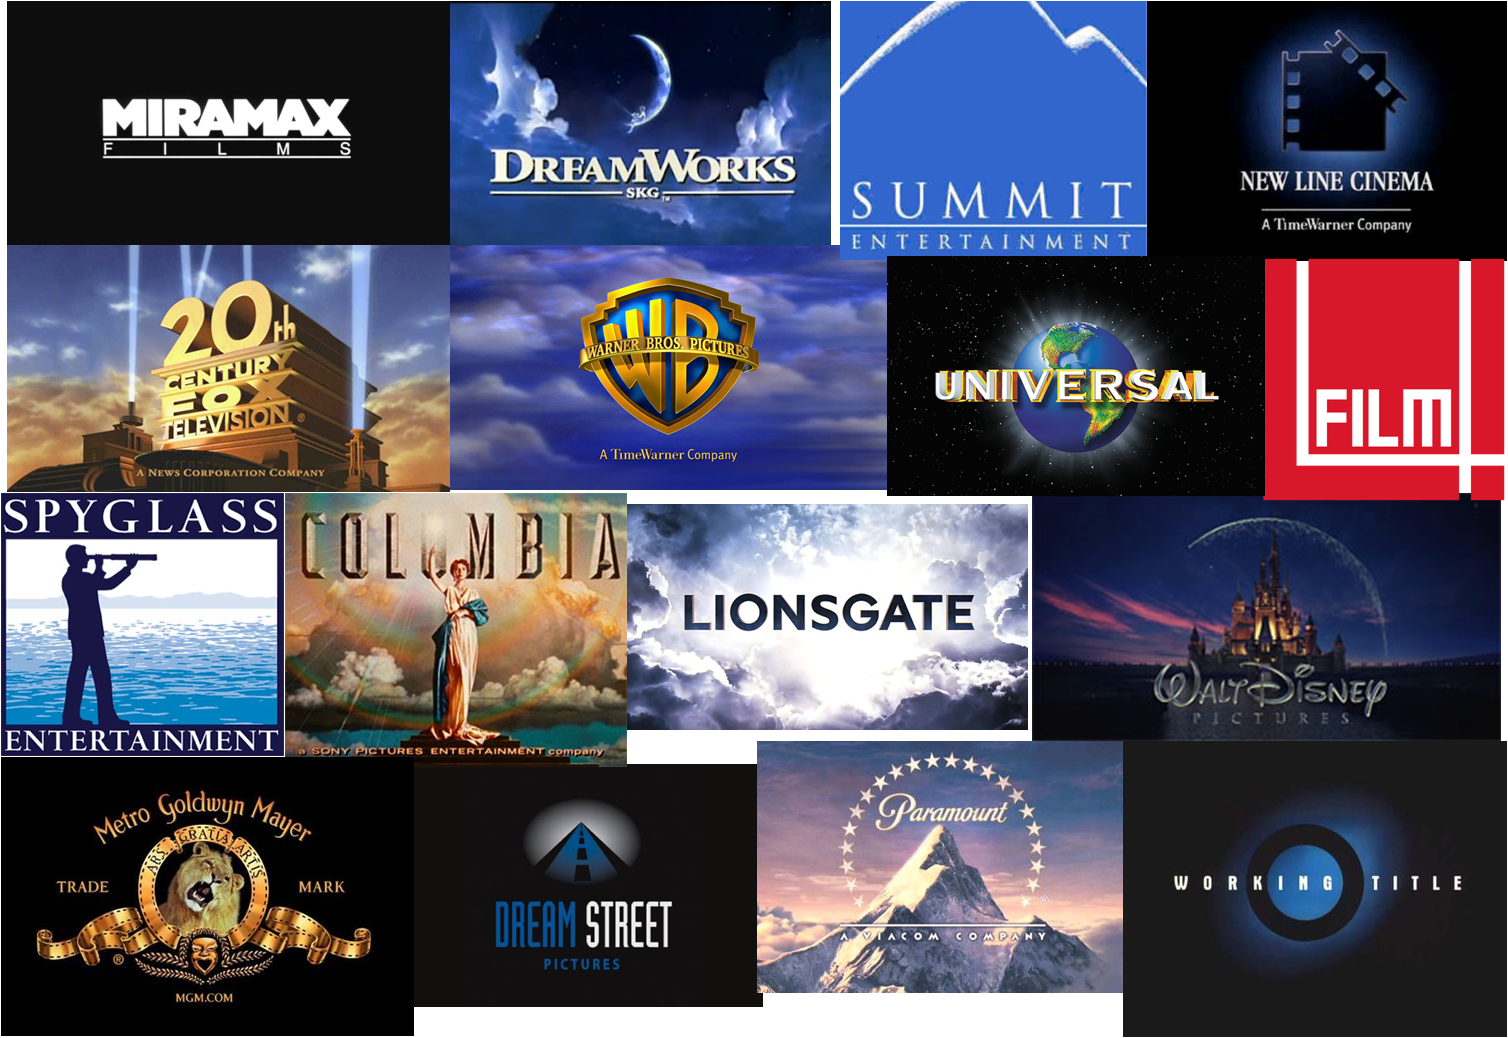 MIRAMAX
FILMS
DREAMWORKS
SKG TM
SUMMIT
ENTERTAINMENT
NEW LINE CINEMA
A TimeWarner Company
20th
CENTURY
FOX
TELEVISION ®
A NEWS CORPORATION COMPANY
WARNER BROS. PICTURES
WB
A TimeWarner Company
UNIVERSAL
FILM4
SPYGLASS
ENTERTAINMENT
COLUMBIA
a SONY PICTURES ENTERTAINMENT company
LIONSGATE
WALT DISNEY
PICTURES
Metro Goldwyn Mayer
ARS GRATIA ARTIS
TRADE MARK
®
MGM.COM
DREAM STREET
PICTURES
Paramount
®
A VIACOM COMPANY
WORKING TITLE